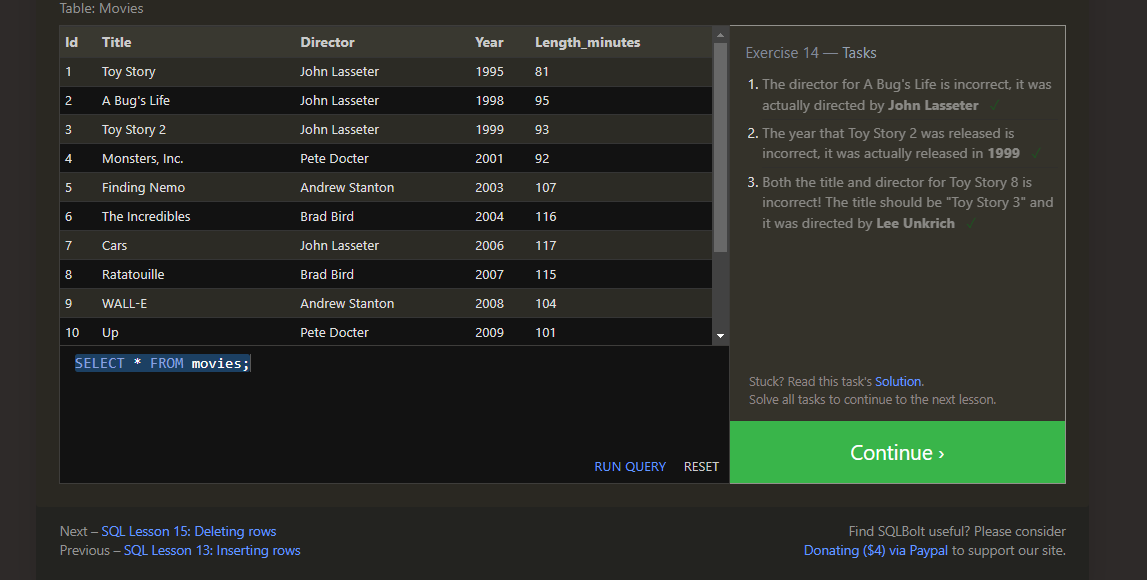 Table: Movies
Id Title Director Year Length_minutes
1 Toy Story John Lasseter 1995 81
2 A Bug's Life John Lasseter 1998 95
3 Toy Story 2 John Lasseter 1999 93
4 Monsters, Inc. Pete Docter 2001 92
5 Finding Nemo Andrew Stanton 2003 107
6 The Incredibles Brad Bird 2004 116
7 Cars John Lasseter 2006 117
8 Ratatouille Brad Bird 2007 115
9 WALL-E Andrew Stanton 2008 104
10 Up Pete Docter 2009 101
SELECT * FROM movies;
RUN QUERY RESET
Exercise 14 — Tasks
1. The director for A Bug's Life is incorrect, it was
actually directed by John Lasseter ✓
2. The year that Toy Story 2 was released is
incorrect, it was actually released in 1999 ✓
3. Both the title and director for Toy Story 8 is
incorrect! The title should be "Toy Story 3" and
it was directed by Lee Unkrich ✓
Stuck? Read this task's Solution.
Solve all tasks to continue to the next lesson.
Continue ›
Next – SQL Lesson 15: Deleting rows
Previous – SQL Lesson 13: Inserting rows
Find SQLBolt useful? Please consider
Donating ($4) via Paypal to support our site.